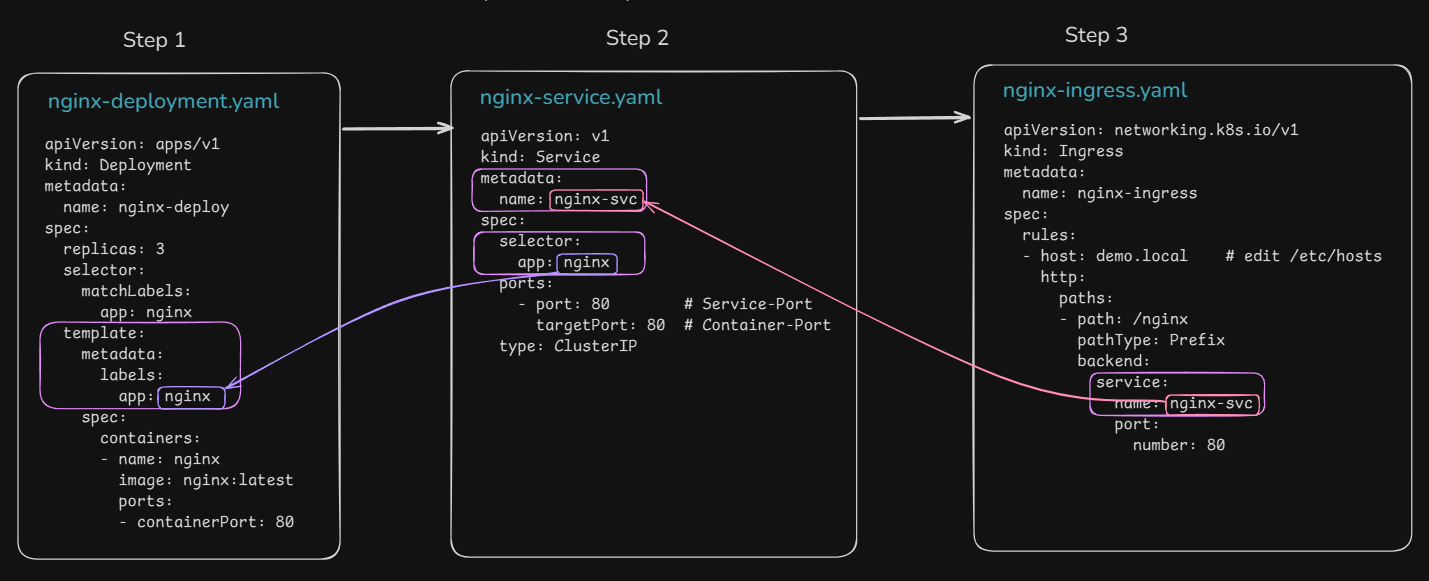 Step 1
nginx-deployment.yaml
apiVersion: apps/v1
kind: Deployment
metadata:
  name: nginx-deploy
spec:
  replicas: 3
  selector:
    matchLabels:
      app: nginx
  template:
    metadata:
      labels:
        app: nginx
    spec:
      containers:
      - name: nginx
        image: nginx:latest
        ports:
        - containerPort: 80
Step 2
nginx-service.yaml
apiVersion: v1
kind: Service
metadata:
  name: nginx-svc
spec:
  selector:
    app: nginx
  ports:
    - port: 80        # Service-Port
      targetPort: 80  # Container-Port
  type: ClusterIP
Step 3
nginx-ingress.yaml
apiVersion: networking.k8s.io/v1
kind: Ingress
metadata:
  name: nginx-ingress
spec:
  rules:
  - host: demo.local    # edit /etc/hosts
    http:
      paths:
      - path: /nginx
        pathType: Prefix
        backend:
          service:
            name: nginx-svc
            port:
              number: 80